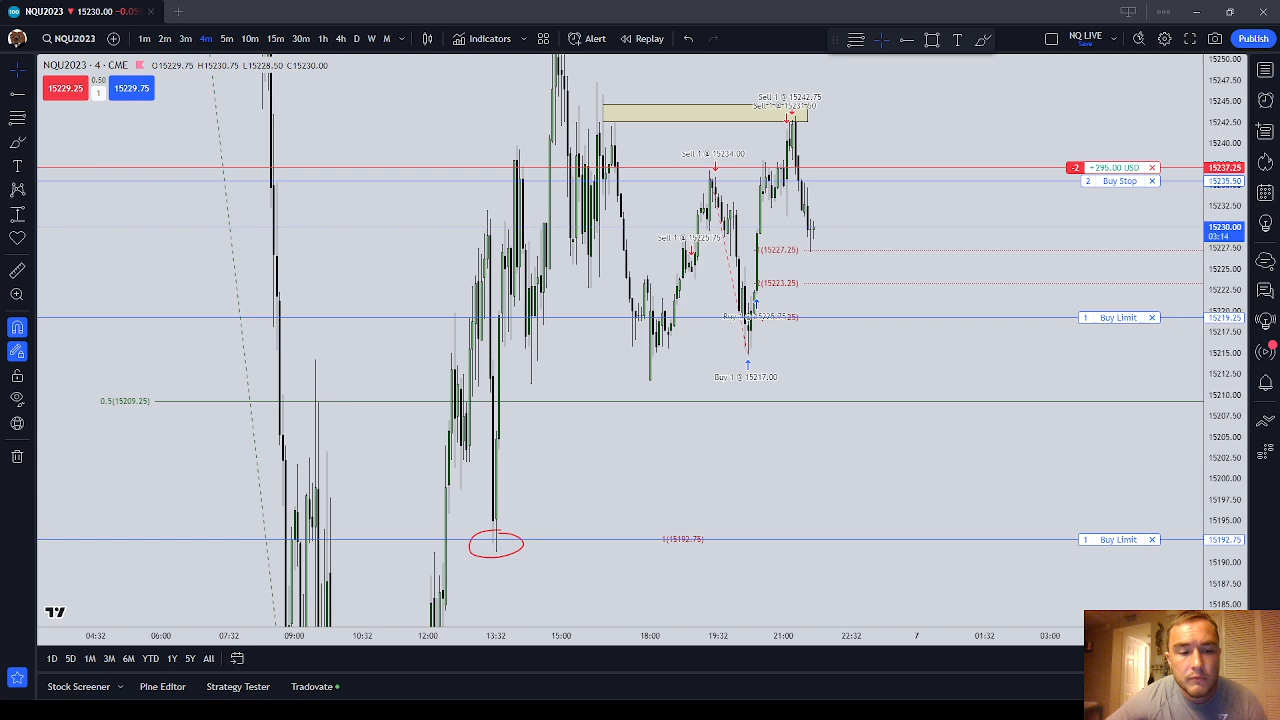 NQU2023 ▼ 15230.00 −0.05%
NQU2023 1m 2m 3m 4m 5m 10m 15m 30m 1h 4h D W M Indicators Alert Replay NQ LIVE Save Publish
NQU2023 · 4 · CME O15229.75 H15230.75 L15228.50 C15230.00
15229.25 0.50 1 15229.75
15250.00
15247.50
15245.00
15242.50
15240.00
15237.25
15235.50
15232.50
15230.00
03:14
15227.50
15225.00
15222.50
15220.00
15219.25
15217.50
15215.00
15212.50
15210.00
15207.50
15205.00
15202.50
15200.00
15197.50
15195.00
15192.75
15190.00
15187.50
15185.00
Sell 1 @ 15242.75
Sell 1 @ 15234.00
Sell 1 @ 15225.75
Buy 1 @ 15217.00
-2 +295.00 USD
2 Buy Stop
1(15227.25)
(15223.25)
1 Buy Limit
0.5(15209.25)
1(15192.75)
1 Buy Limit
04:32 06:00 07:32 09:00 10:32 12:00 13:32 15:00 18:00 19:32 21:00 22:32 7 01:32 03:00
1D 5D 1M 3M 6M YTD 1Y 5Y All
Stock Screener Pine Editor Strategy Tester Tradovate